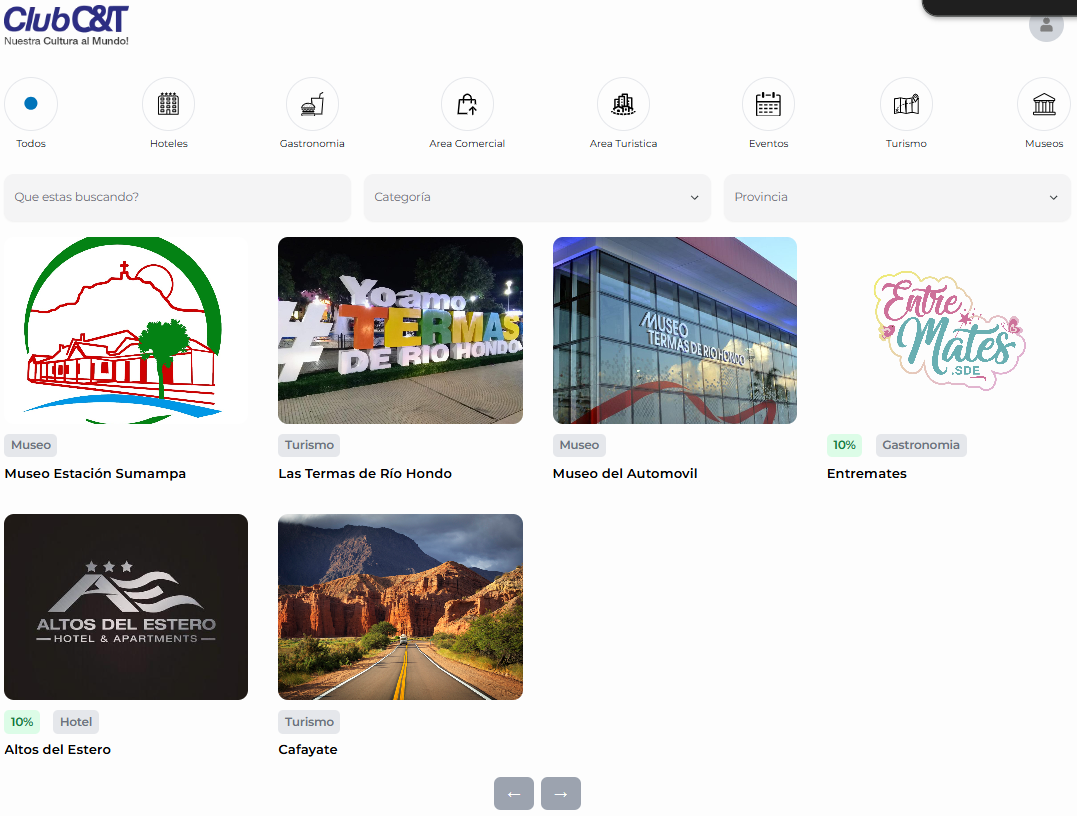 Club C&T
Nuestra Cultura al Mundo!
Todos
Hoteles
Gastronomia
Area Comercial
Area Turistica
Eventos
Turismo
Museos
Que estas buscando?
Categoría
Provincia
Yo amo
#TERMAS
DE RIO HONDO
MUSEO
TERMAS DE RIO HONDO
Entre
Mates
.SDE
Museo
Museo Estación Sumampa
Turismo
Las Termas de Río Hondo
Museo
Museo del Automovil
10% Gastronomia
Entremates
ALTOS DEL ESTERO
HOTEL & APARTMENTS
10% Hotel
Altos del Estero
Turismo
Cafayate
← →